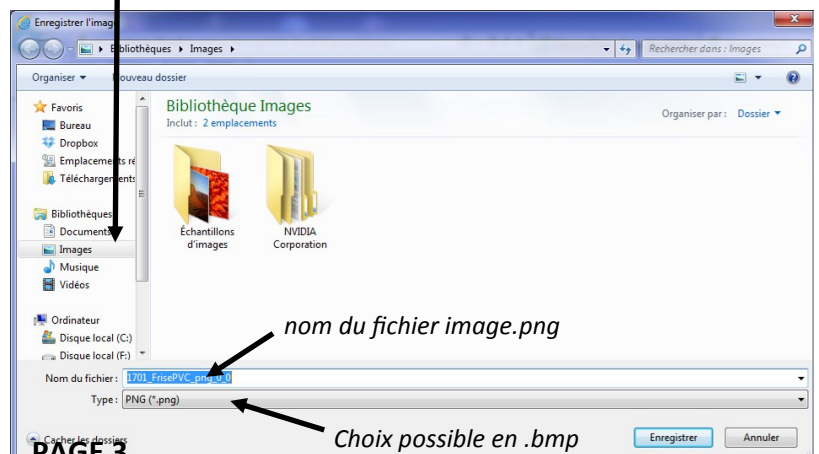 Enregistrer l'image
Bibliothèques Images
Rechercher dans : Images
Organiser
Nouveau dossier
Favoris
Bureau
Dropbox
Emplacements ré
Téléchargements
Bibliothèques
Documents
Images
Musique
Vidéos
Ordinateur
Disque local (C:)
Disque local (F:)
Bibliothèque Images
Inclut : 2 emplacements
Organiser par : Dossier
Échantillons
d'images
NVIDIA
Corporation
nom du fichier image.png
Nom du fichier : 1701_FrisePVC_png_0_0
Type : PNG (*.png)
Choix possible en .bmp
Cacher les dossiers
Enregistrer
Annuler
PAGE 3